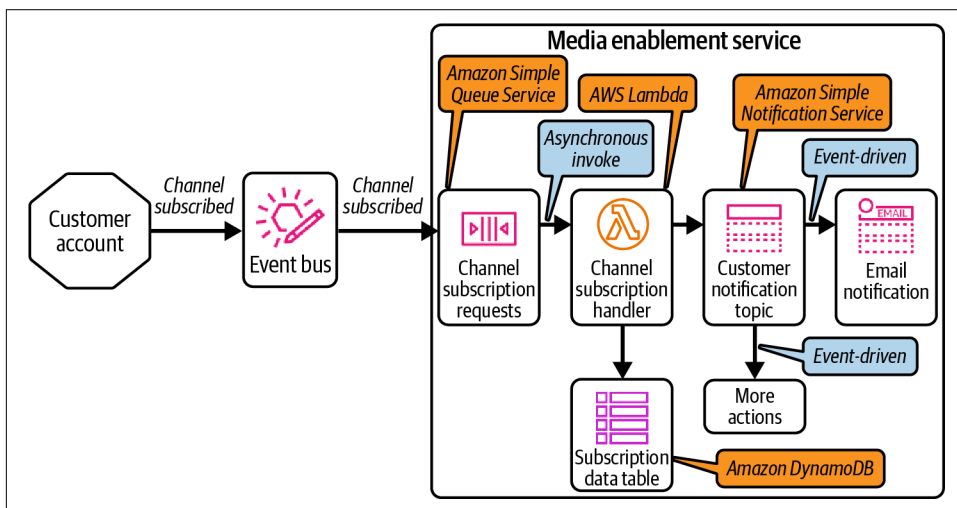 Media enablement service
Amazon Simple
Queue Service
AWS Lambda
Amazon Simple
Notification Service
Asynchronous
invoke
Event-driven
Customer
account
Channel
subscribed
Event bus
Channel
subscribed
Channel
subscription
requests
Channel
subscription
handler
Customer
notification
topic
EMAIL
Email
notification
Event-driven
More
actions
Subscription
data table
Amazon DynamoDB